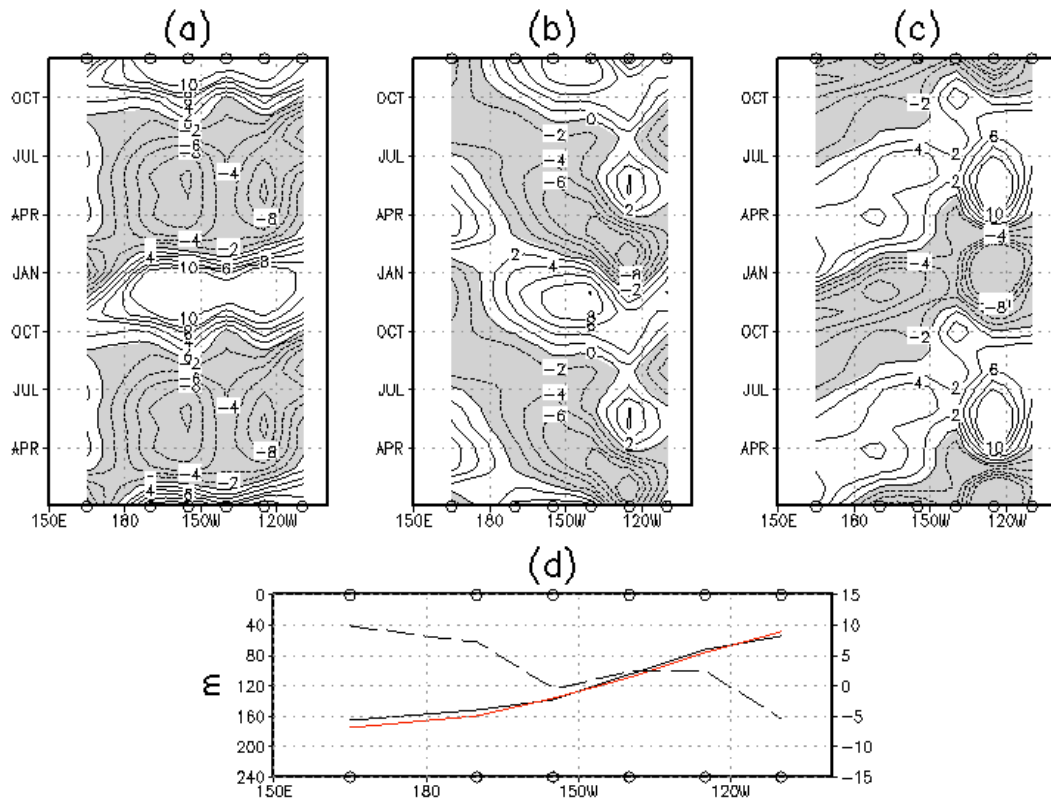 (a) (b) (c)
OCT OCT OCT
JUL JUL JUL
APR APR APR
JAN JAN JAN
OCT OCT OCT
JUL JUL JUL
APR APR APR
10 -2 -6 -4 -8 -4 -2 4 10 6 8 10 -2 -8 -4 -8 -4 -2 4
0 -2 -4 -6 2 2 4 -8 -2 8 6 0 -2 -4 -6 2
-2 6 4 2 2 10 -4 -4 -8 -2 6 4 2 2 10
150E 180 150W 120W 150E 180 150W 120W 150E 160 150W 120W
(d)
0 15
40 10
80 5
120 0
160 -5
200 -10
240 -15
m
150E 180 150W 120W